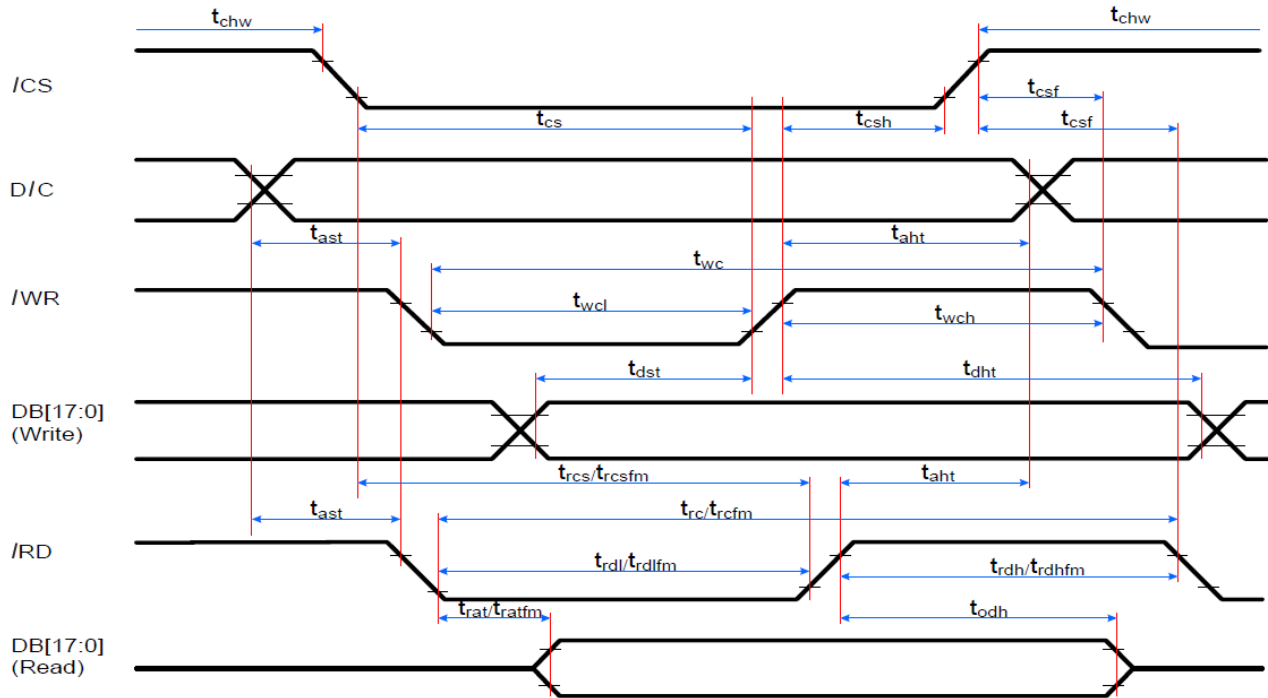 tchw tchw
/CS
tcsf
tcs tcsh tcsf
D/C
tast taht
twc
/WR
twcl twch
tdst tdht
DB[17:0]
(Write)
trcs/trcsfm taht
tast trc/trcfm
/RD
trdl/trdlfm trdh/trdhfm
trat/tratfm todh
DB[17:0]
(Read)